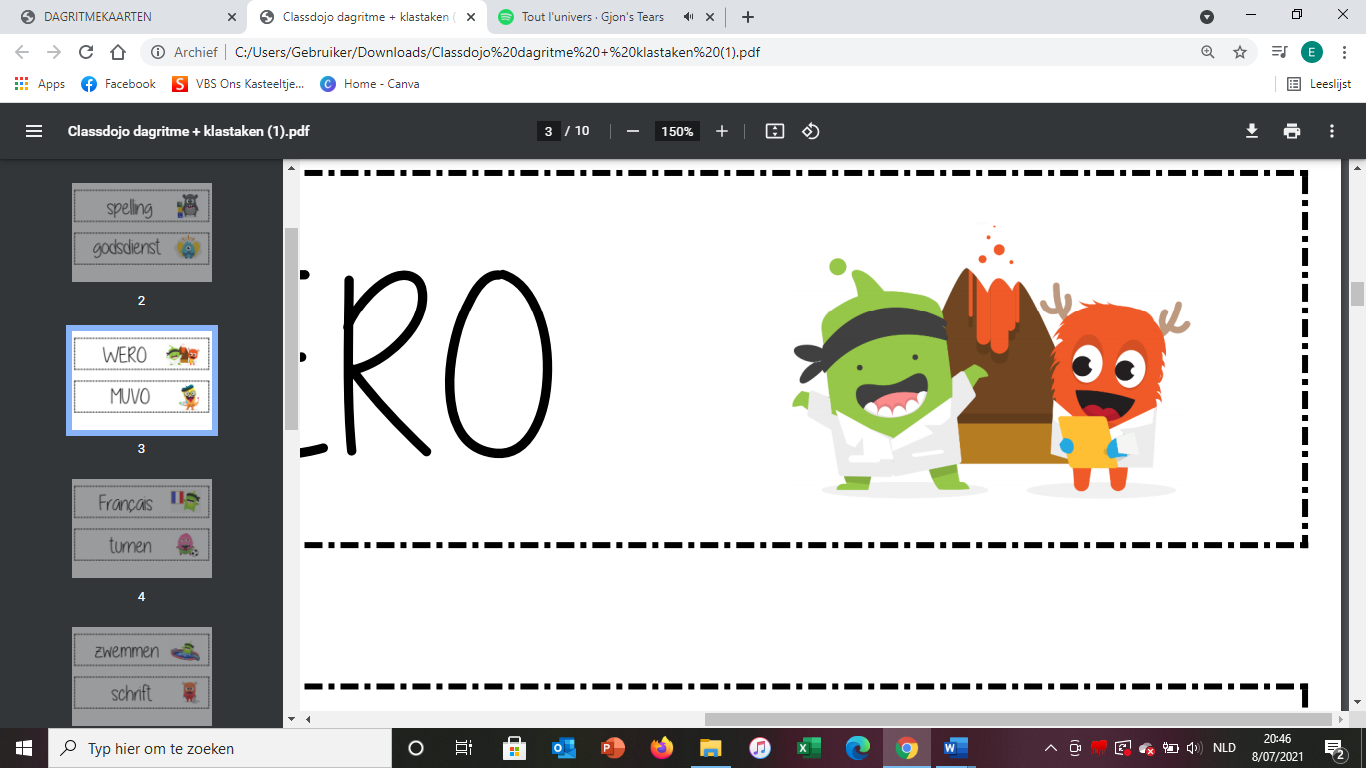 DAGRITMEKAARTEN
Classdojo dagritme + klastaken (
Tout l'univers · Gjon's Tears
Archief
C:/Users/Gebruiker/Downloads/Classdojo%20dagritme%20+%20klastaken%20(1).pdf
E
Apps
Facebook
VBS Ons Kasteeltje...
Home - Canva
Leeslijst
Classdojo dagritme + klastaken (1).pdf
3 / 10
150%
spelling
godsdienst
2
WERO
MUVO
3
Français
turnen
4
zwemmen
schrift
ERO
Typ hier om te zoeken
NLD
20:46
8/07/2021
2